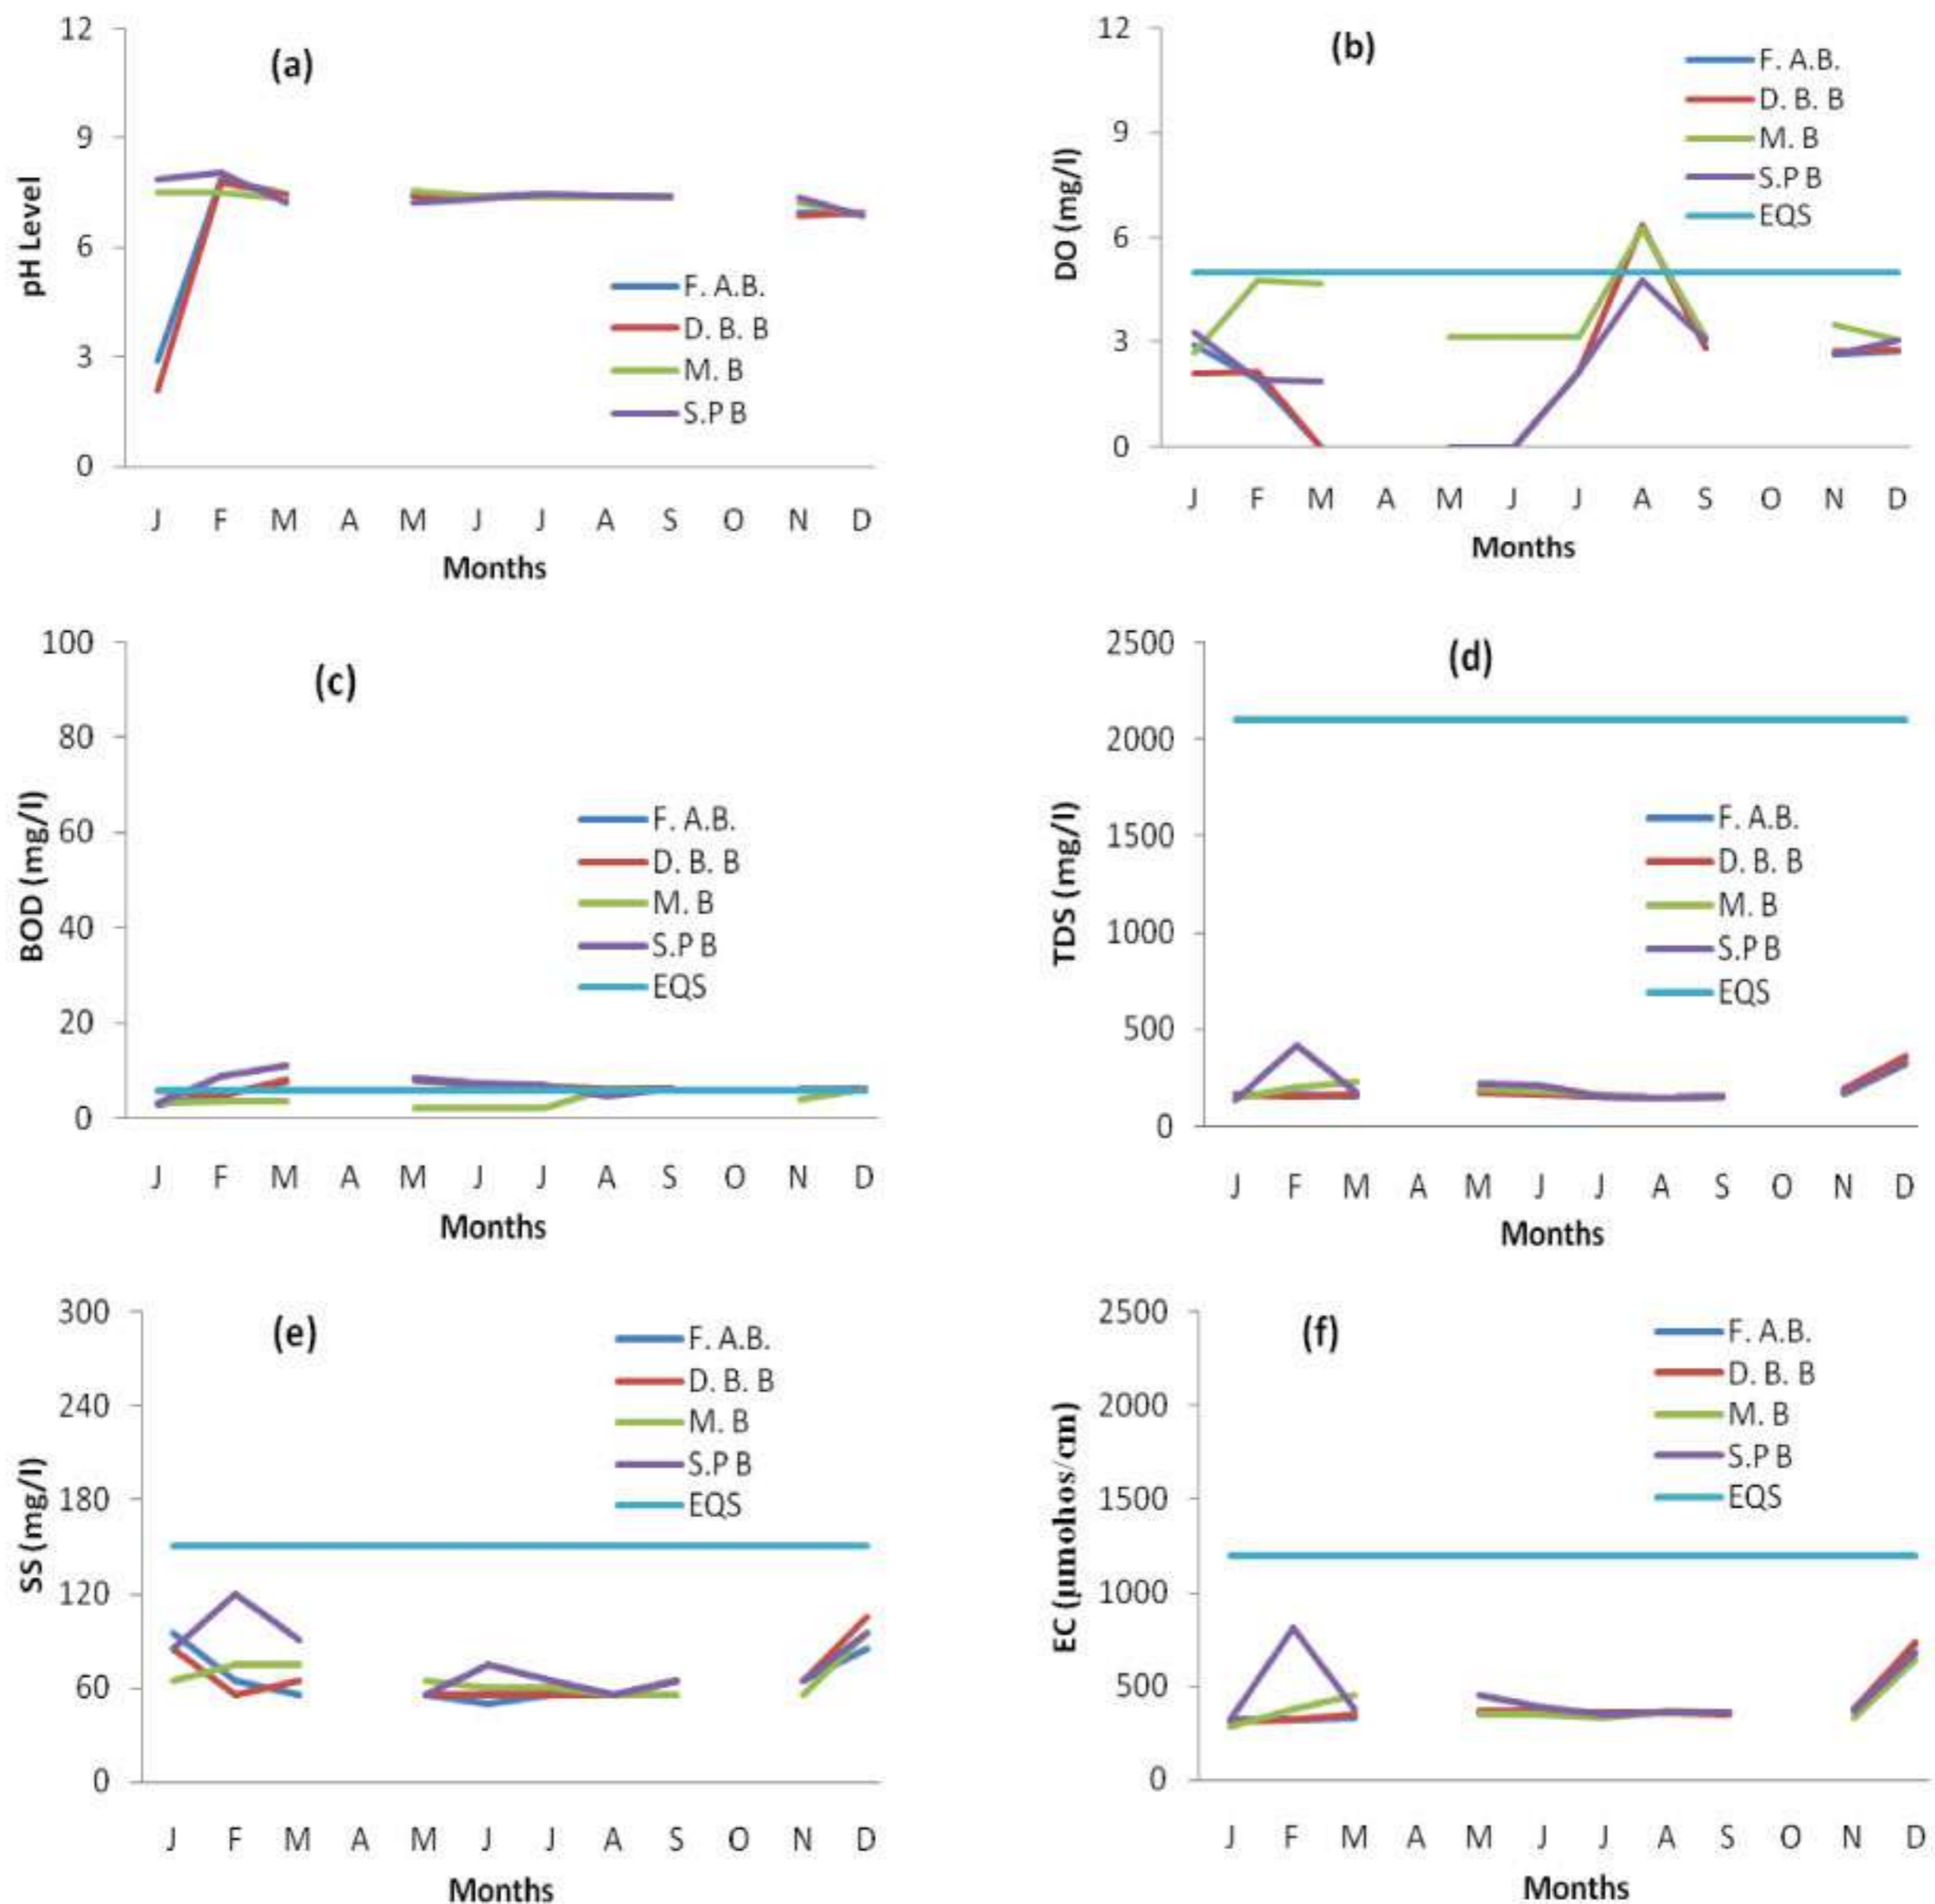 (a)
12
9
6
3
0
pH Level
F. A.B.
D. B. B
M. B
S.P B
J F M A M J J A S O N D
Months
(b)
12
9
6
3
0
DO (mg/l)
F. A.B.
D. B. B
M. B
S.P B
EQS
J F M A M J J A S O N D
Months
(c)
100
80
60
40
20
0
BOD (mg/l)
F. A.B.
D. B. B
M. B
S.P B
EQS
J F M A M J J A S O N D
Months
(d)
2500
2000
1500
1000
500
0
TDS (mg/l)
F. A.B.
D. B. B
M. B
S.P B
EQS
J F M A M J J A S O N D
Months
(e)
300
240
180
120
60
0
SS (mg/l)
F. A.B.
D. B. B
M. B
S.P B
EQS
J F M A M J J A S O N D
Months
(f)
2500
2000
1500
1000
500
0
EC (µmohos/cm)
F. A.B.
D. B. B
M. B
S.P B
EQS
J F M A M J J A S O N D
Months